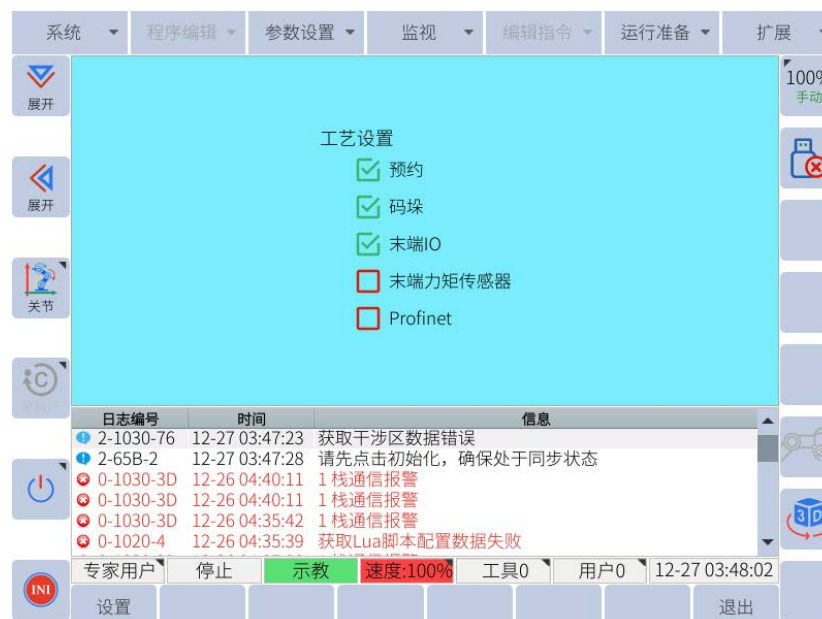 系统 程序编辑 参数设置 监视 编辑指令 运行准备 扩展
展开
100%
手动
工艺设置
预约
码垛
末端IO
末端力矩传感器
Profinet
展开
关节
日志编号 时间 信息
2-1030-76 12-27 03:47:23 获取干涉区数据错误
2-65B-2 12-27 03:47:28 请先点击初始化，确保处于同步状态
0-1030-3D 12-26 04:40:11 1 栈通信报警
0-1030-3D 12-26 04:40:11 1 栈通信报警
0-1030-3D 12-26 04:35:42 1 栈通信报警
0-1020-4 12-26 04:35:39 获取Lua脚本配置数据失败
3D
专家用户 停止 示教 速度:100% 工具0 用户0 12-27 03:48:02
INI
设置 退出